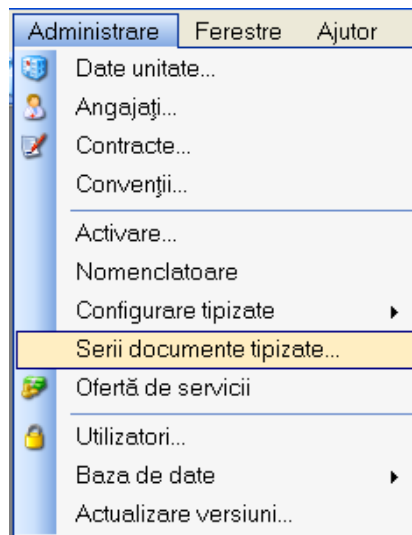 Administrare Ferestre Ajutor
Date unitate...
Angajaţi...
Contracte...
Convenţii...
Activare...
Nomenclatoare
Configurare tipizate
Serii documente tipizate...
Ofertă de servicii
Utilizatori...
Baza de date
Actualizare versiuni...